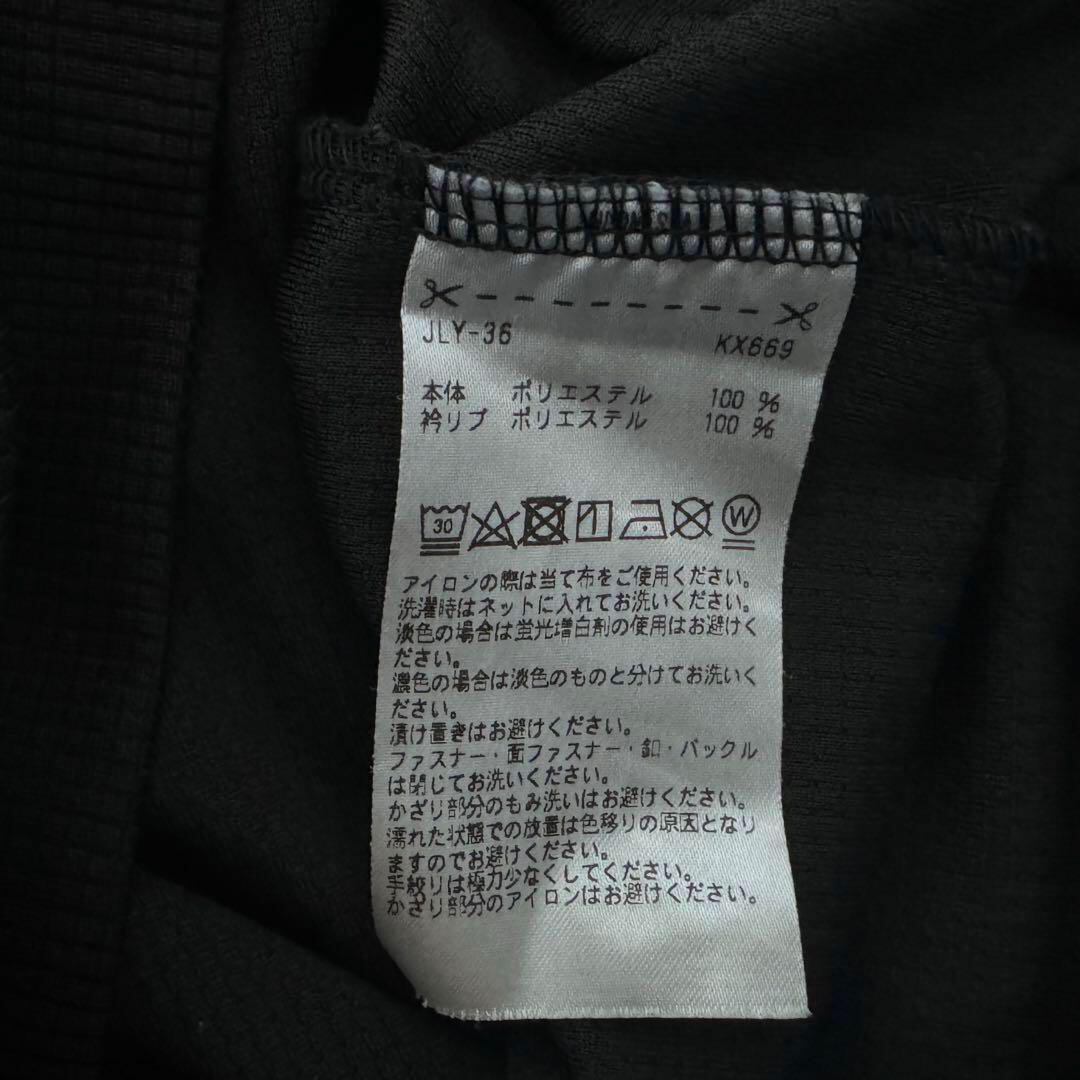 JLY-36 KX669
本体 ポリエステル 100 %
衿リブ ポリエステル 100 %
30 W
アイロンの際は当て布をご使用ください。
洗濯時はネットに入れてお洗いください。
淡色の場合は蛍光増白剤の使用はお避けく
ださい。
濃色の場合は淡色のものと分けてお洗いく
ださい。
漬け置きはお避けください。
ファスナー・面ファスナー・釦・バックル
は閉じてお洗いください。
かざり部分のもみ洗いはお避けください。
濡れた状態での放置は色移りの原因となり
ますのでお避けください。
手絞りは極力少なくしてください。
かざり部分のアイロンはお避けください。